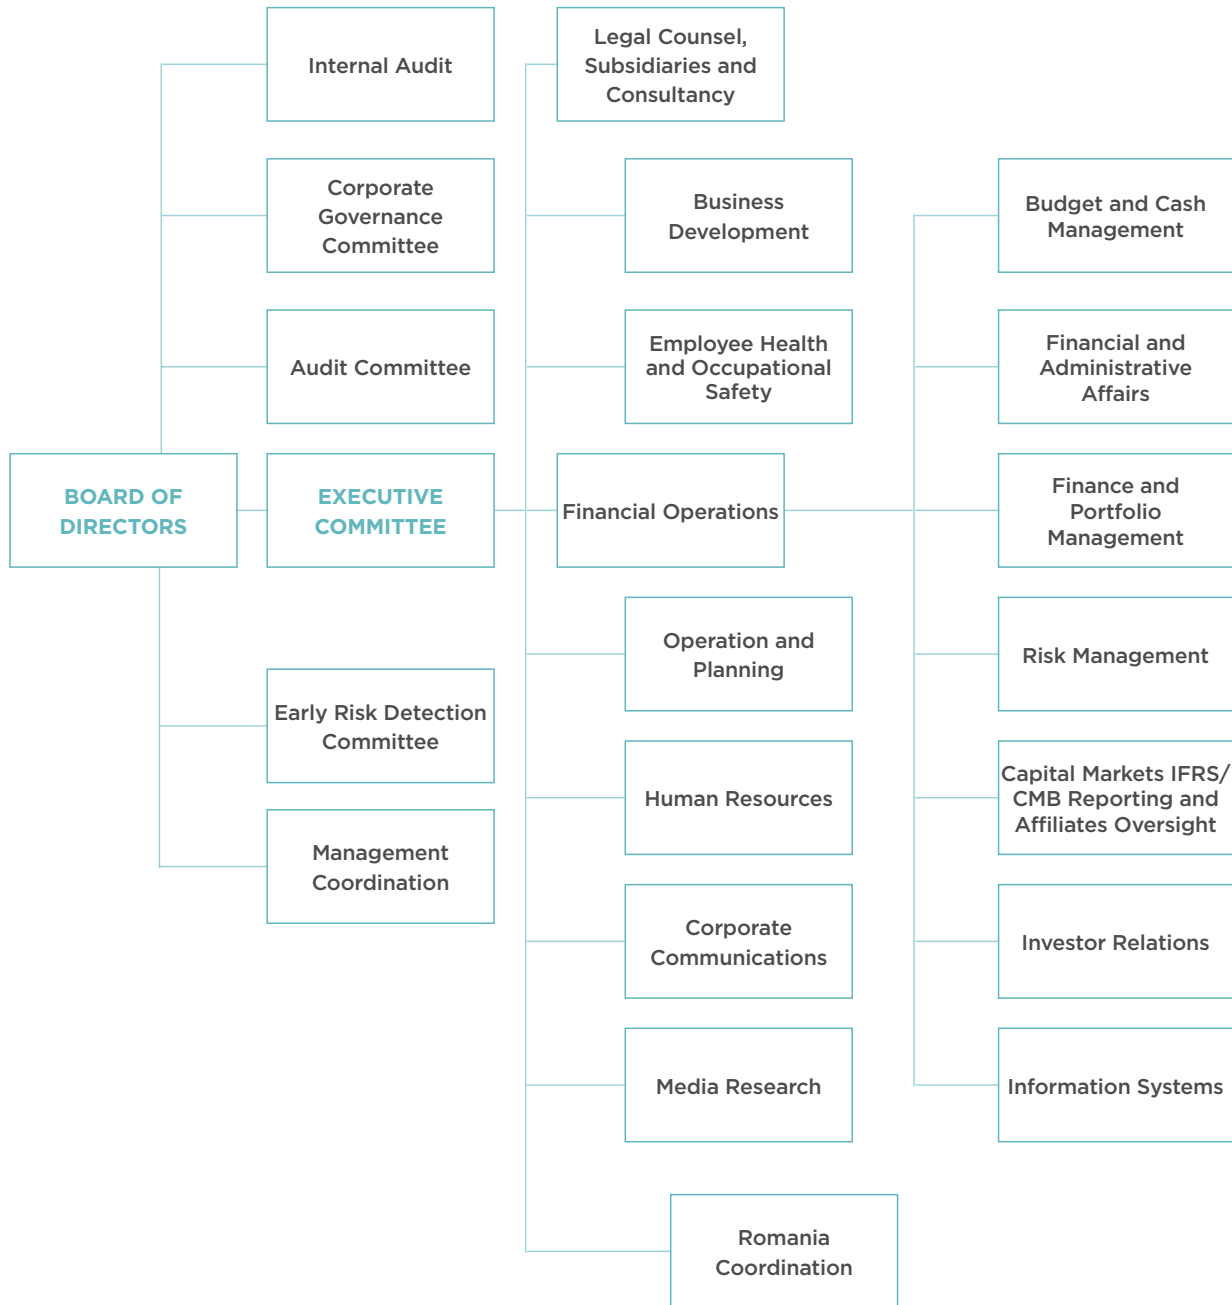 Internal Audit
Corporate
Governance
Committee
Audit Committee
BOARD OF
DIRECTORS
EXECUTIVE
COMMITTEE
Early Risk Detection
Committee
Management
Coordination
Legal Counsel,
Subsidiaries and
Consultancy
Business
Development
Employee Health
and Occupational
Safety
Financial Operations
Operation and
Planning
Human Resources
Corporate
Communications
Media Research
Romania
Coordination
Budget and Cash
Management
Financial and
Administrative
Affairs
Finance and
Portfolio
Management
Risk Management
Capital Markets IFRS/
CMB Reporting and
Affiliates Oversight
Investor Relations
Information Systems